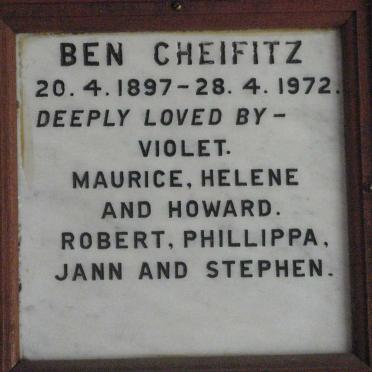 BEN CHEIFITZ
20. 4. 1897 - 28. 4. 1972.
DEEPLY LOVED BY -
VIOLET.
MAURICE, HELENE
AND HOWARD.
ROBERT, PHILLIPPA,
JANN AND STEPHEN.